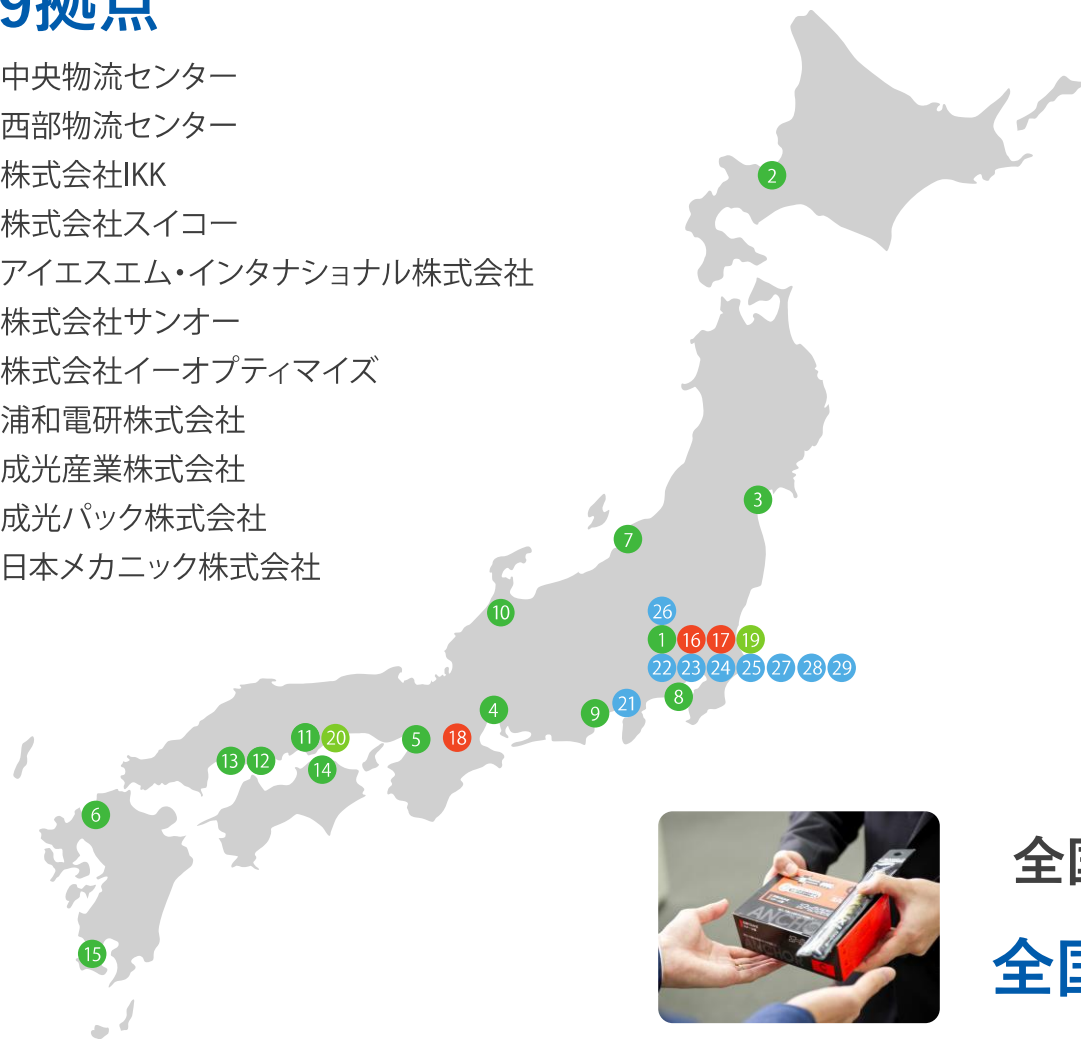 9拠点
中央物流センター
西部物流センター
株式会社IKK
株式会社スイコー
アイエスエム・インタナショナル株式会社
株式会社サンオー
株式会社イーオプティマイズ
浦和電研株式会社
成光産業株式会社
成光パック株式会社
日本メカニック株式会社
2
3
7
10
26
1 16 17 19
22 23 24 25 27 28 29
8
21
9
4
5 18
11 20
13 12
14
6
15
ANCHO
全国
全国